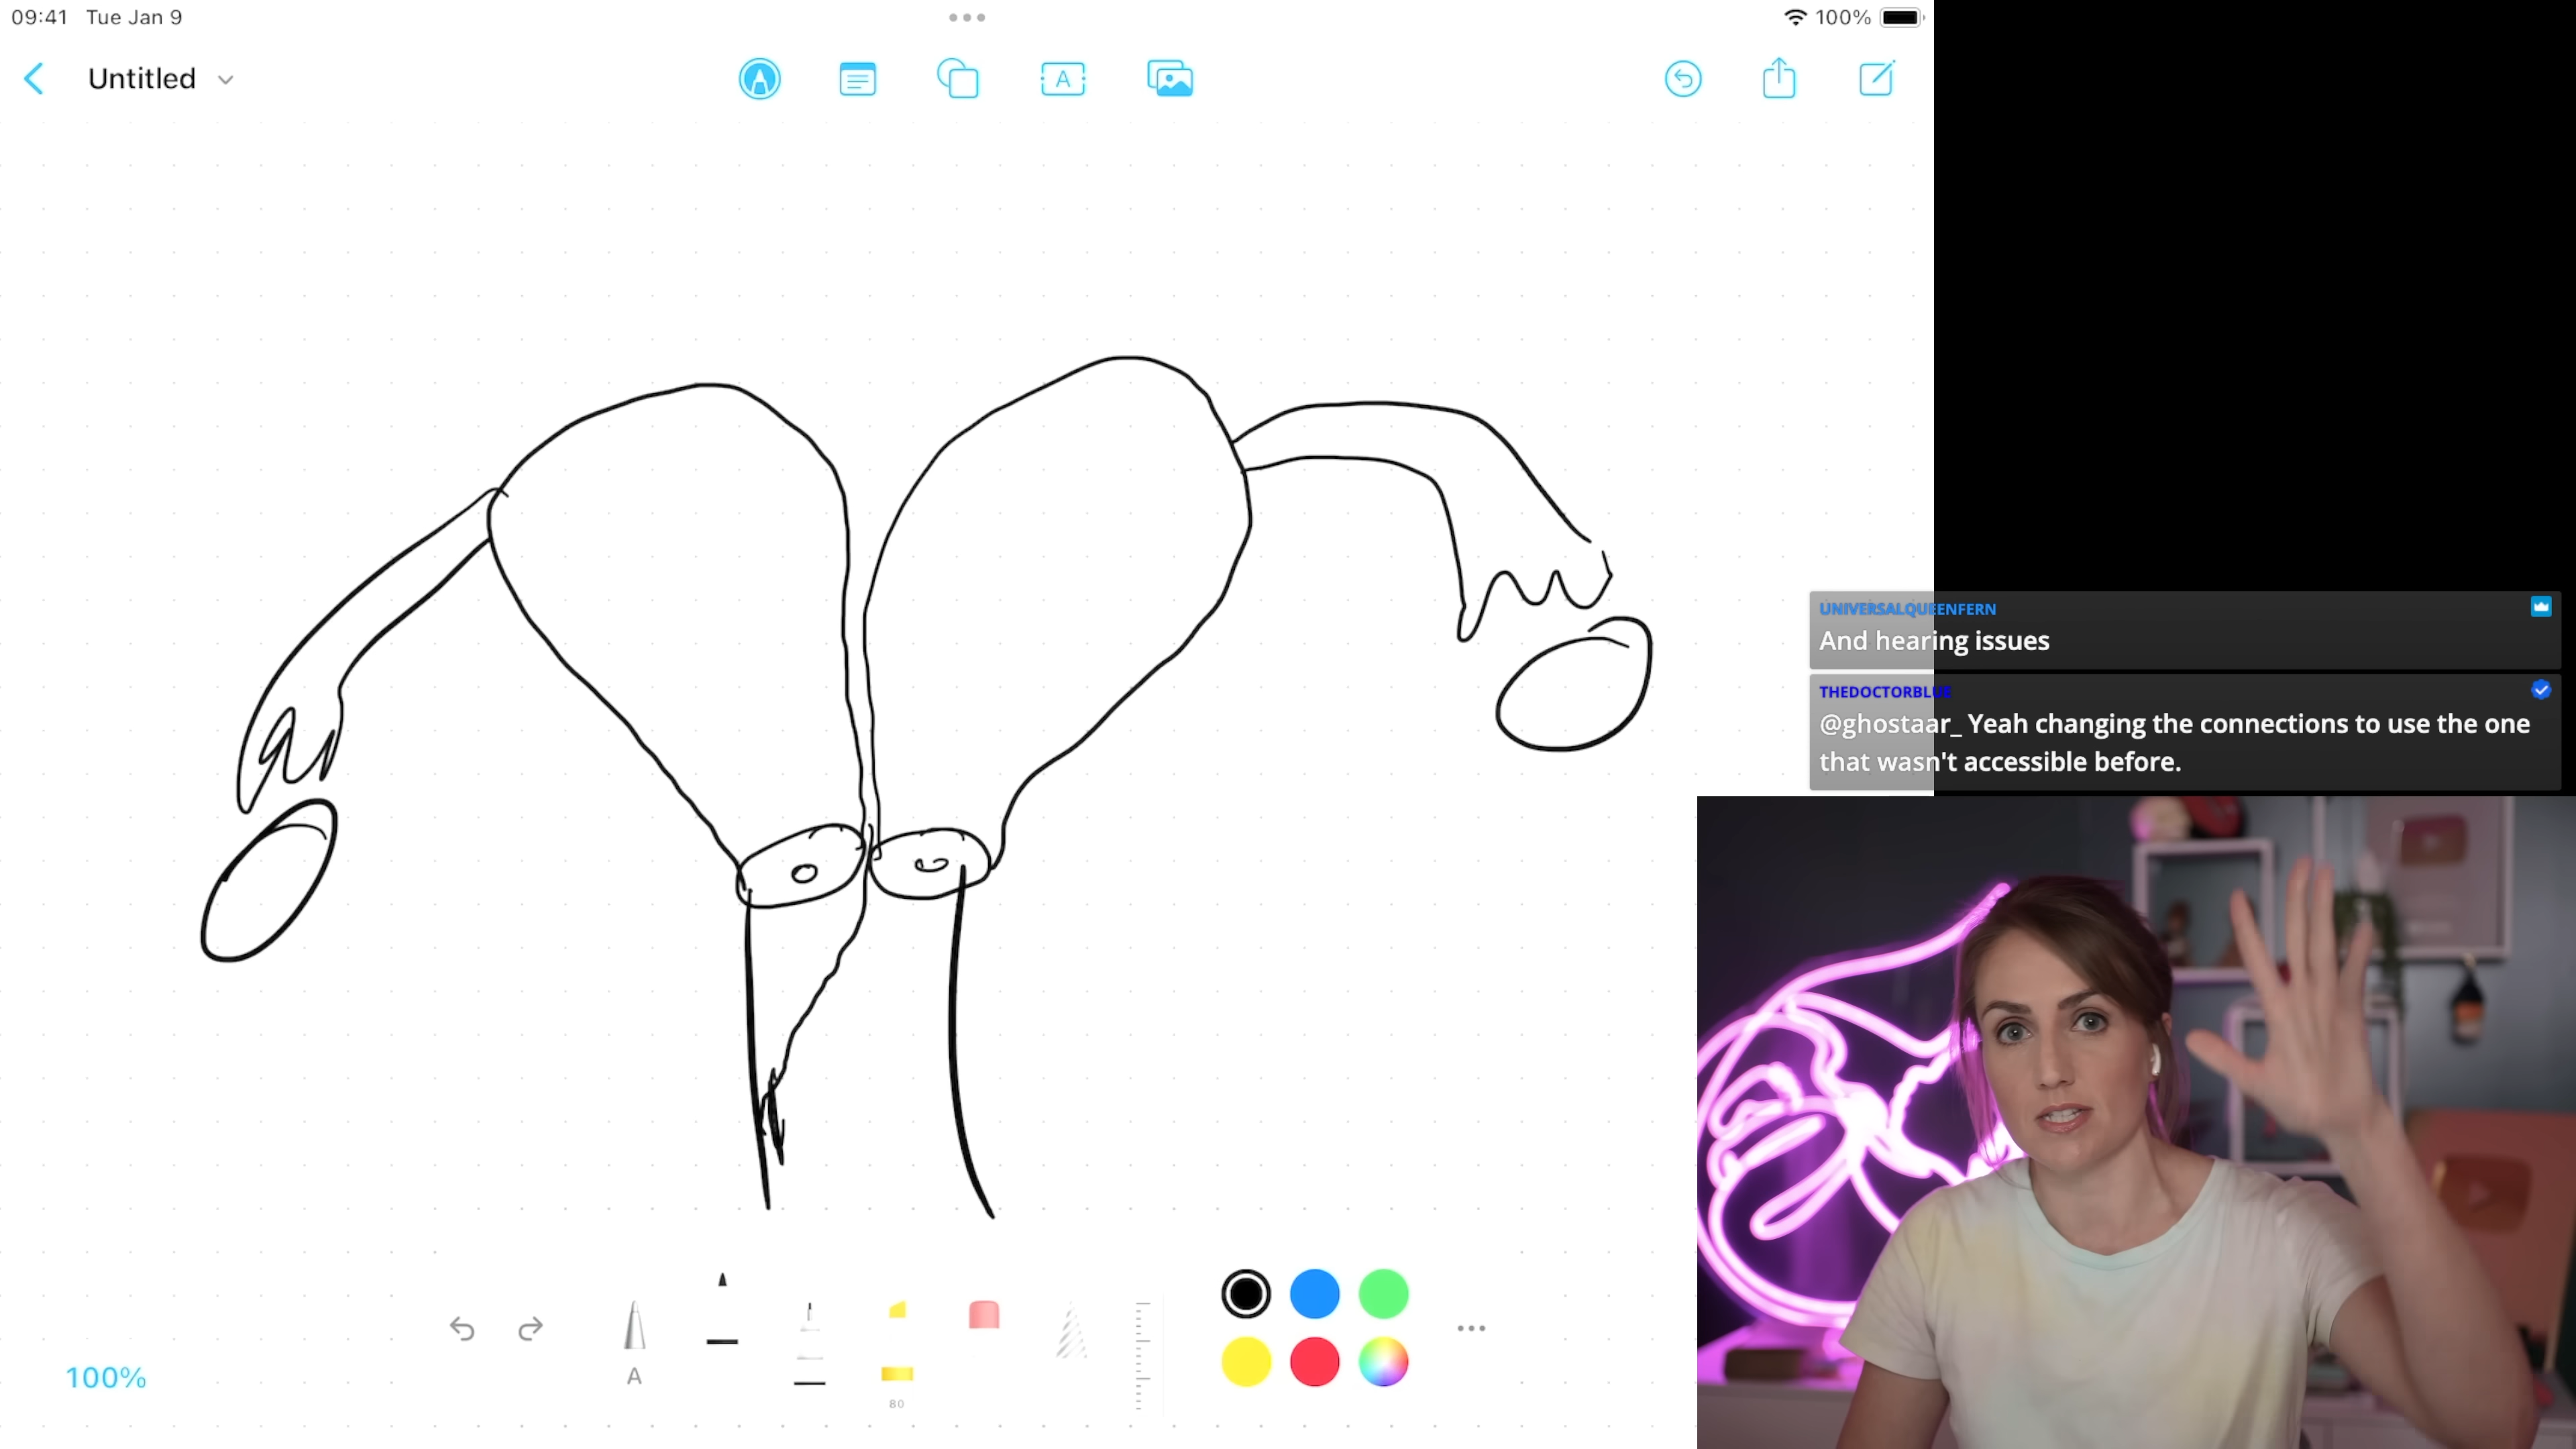 09:41 Tue Jan 9
100%
Untitled
A
UNIVERSALQUEENFERN
And hearing issues
THEDOCTORBLUE
@ghostaar_ Yeah changing the connections to use the one
that wasn't accessible before.
A
80
100%